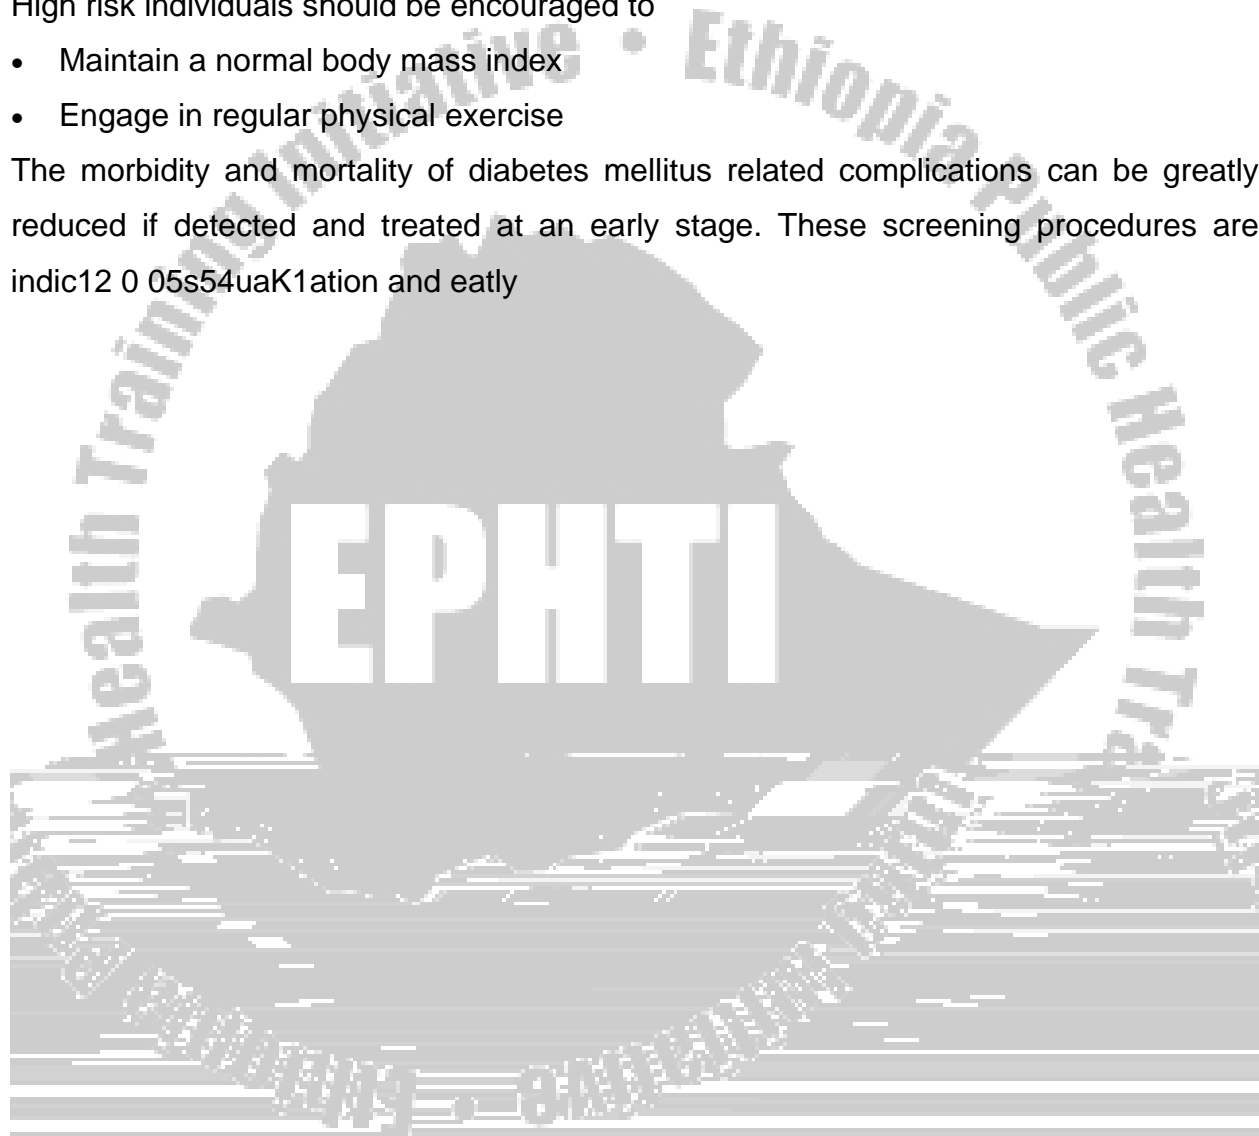 High risk individuals should be encouraged to
• Maintain a normal body mass index
• Engage in regular physical exercise
The morbidity and mortality of diabetes mellitus related complications can be greatly
reduced if detected and treated at an early stage. These screening procedures are
indic12 0 05s54uaK1ation and eatly
Ethiopia Public Health Tra
Health Training Initiative
EPHTI